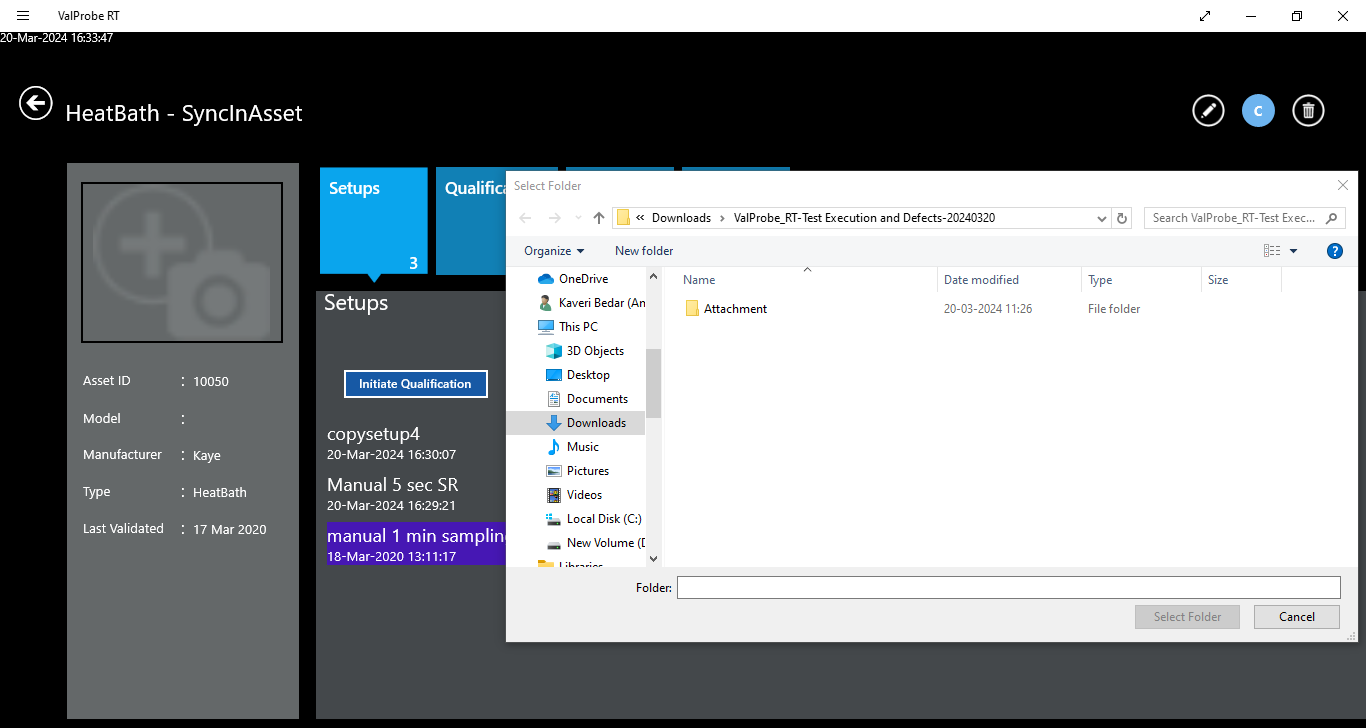 ValProbe RT
20-Mar-2024 16:33:47
HeatBath - SyncInAsset
C
Asset ID : 10050
Model :
Manufacturer : Kaye
Type : HeatBath
Last Validated : 17 Mar 2020
Setups
3
Setups
Initiate Qualification
copysetup4
20-Mar-2024 16:30:07
Manual 5 sec SR
20-Mar-2024 16:29:21
manual 1 min
18-Mar-2020 13:11:17
Select Folder
« Downloads › ValProbe_RT-Test Execution and Defects-20240320
Search ValProbe_RT-Test Exec...
Organize
New folder
?
OneDrive
Kaveri Bedar (An
This PC
3D Objects
Desktop
Documents
Downloads
Music
Pictures
Videos
Local Disk (C:)
New Volume (D
Libraries
Name Date modified Type Size
Attachment 20-03-2024 11:26 File folder
Folder:
Select Folder
Cancel